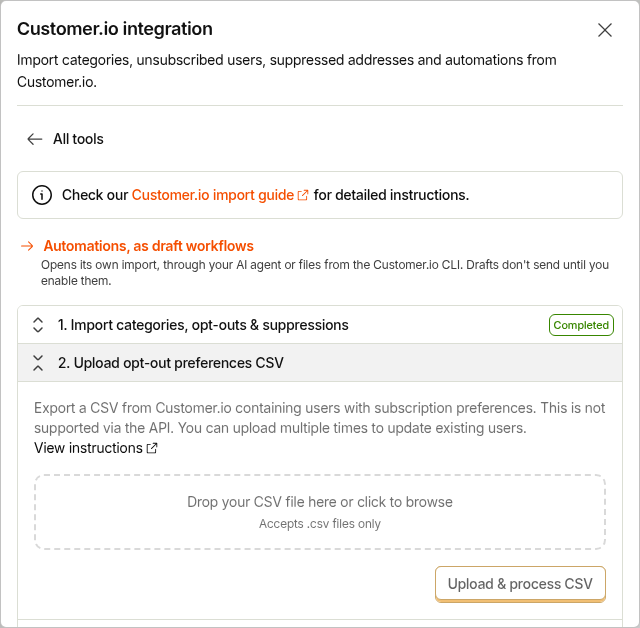 Customer.io integration
Import categories, unsubscribed users, suppressed addresses and automations from
Customer.io.
All tools
Check our Customer.io import guide for detailed instructions.
Automations, as draft workflows
Opens its own import, through your AI agent or files from the Customer.io CLI. Drafts don't send until you
enable them.
1. Import categories, opt-outs & suppressions
Completed
2. Upload opt-out preferences CSV
Export a CSV from Customer.io containing users with subscription preferences. This is not
supported via the API. You can upload multiple times to update existing users.
View instructions
Drop your CSV file here or click to browse
Accepts .csv files only
Upload & process CSV